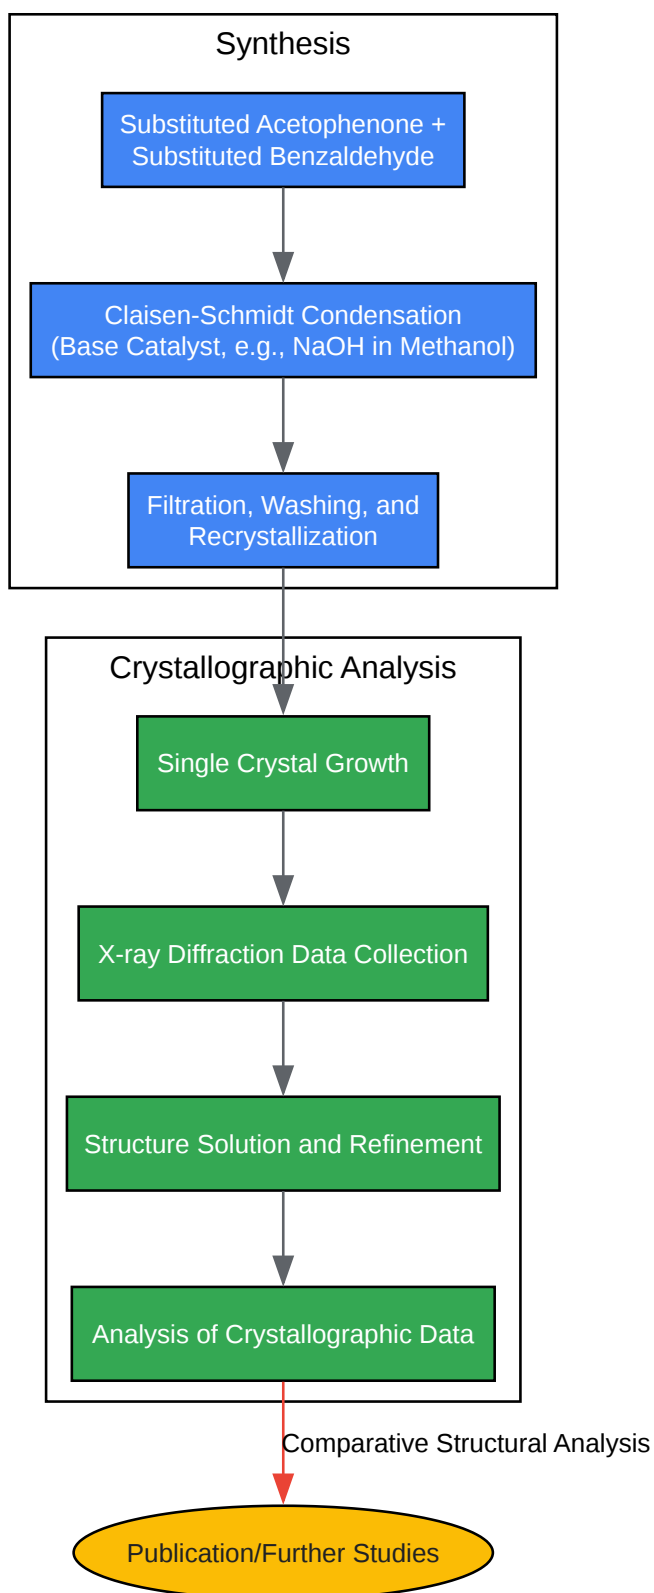 Synthesis
Substituted Acetophenone +
Substituted Benzaldehyde
Claisen-Schmidt Condensation
(Base Catalyst, e.g., NaOH in Methanol)
Filtration, Washing, and
Recrystallization
Crystallographic Analysis
Single Crystal Growth
X-ray Diffraction Data Collection
Structure Solution and Refinement
Analysis of Crystallographic Data
Comparative Structural Analysis
Publication/Further Studies